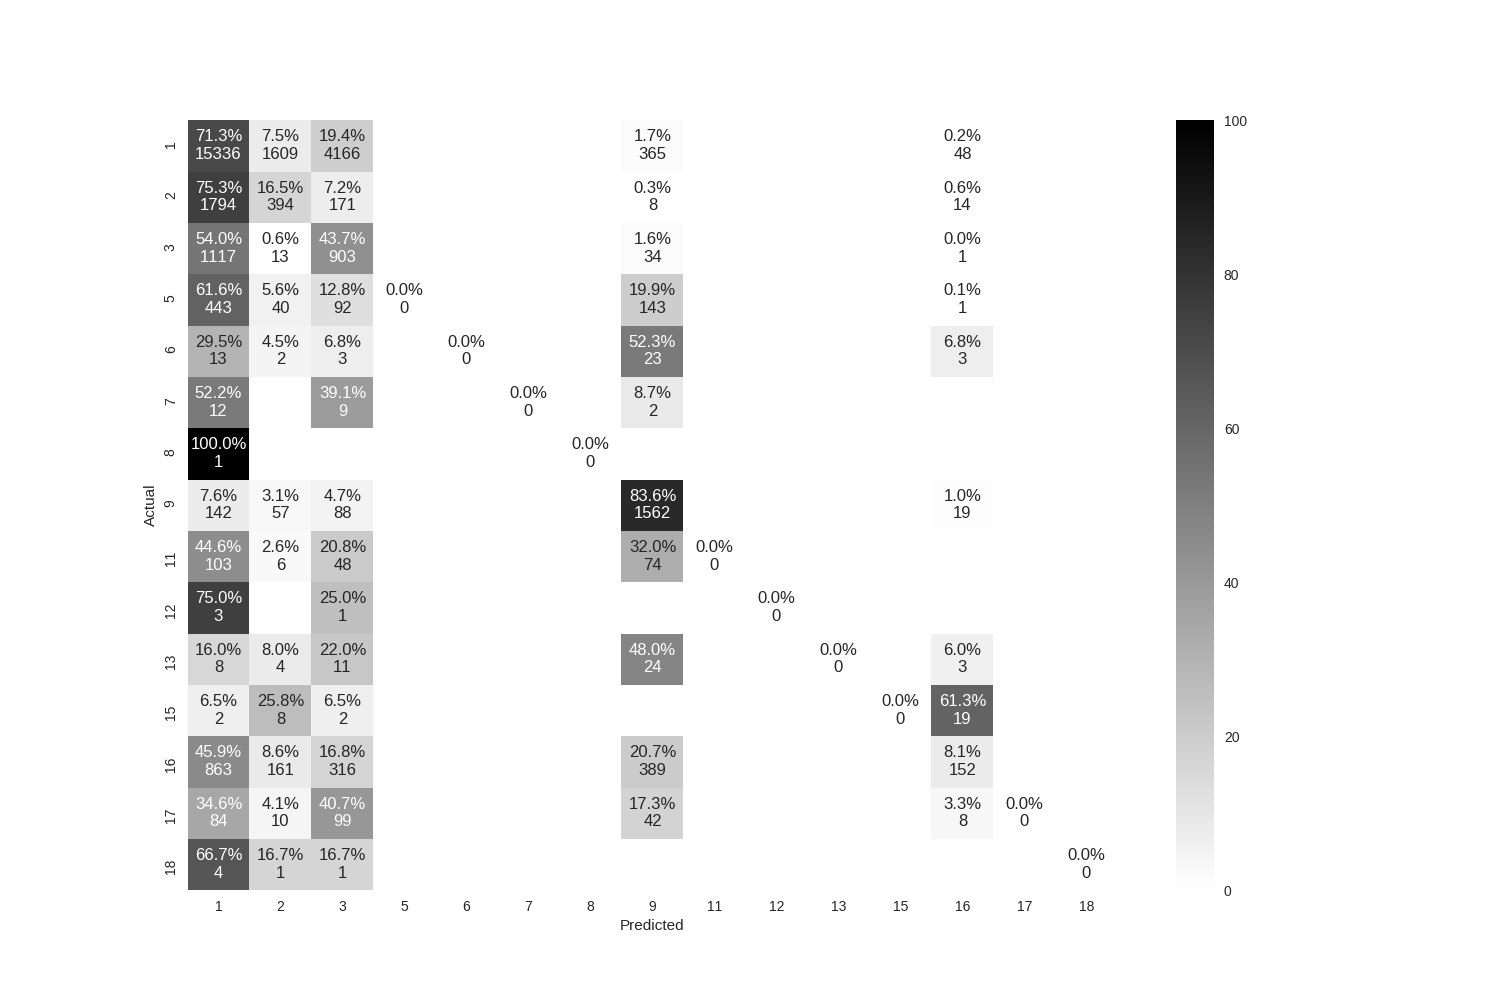 1 71.3% 7.5% 19.4% 1.7% 0.2%
15336 1609 4166 365 48
2 75.3% 16.5% 7.2% 0.3% 0.6%
1794 394 171 8 14
3 54.0% 0.6% 43.7% 1.6% 0.0%
1117 13 903 34 1
5 61.6% 5.6% 12.8% 0.0% 19.9% 0.1%
443 40 92 0 143 1
6 29.5% 4.5% 6.8% 0.0% 52.3% 6.8%
13 2 3 0 23 3
7 52.2% 39.1% 0.0% 8.7%
12 9 0 2
8 100.0% 0.0%
1 0
Actual
9 7.6% 3.1% 4.7% 83.6% 1.0%
142 57 88 1562 19
11 44.6% 2.6% 20.8% 32.0% 0.0%
103 6 48 74 0
12 75.0% 25.0% 0.0%
3 1 0
13 16.0% 8.0% 22.0% 48.0% 0.0% 6.0%
8 4 11 24 0 3
15 6.5% 25.8% 6.5% 0.0% 61.3%
2 8 2 0 19
16 45.9% 8.6% 16.8% 20.7% 8.1%
863 161 316 389 152
17 34.6% 4.1% 40.7% 17.3% 3.3% 0.0%
84 10 99 42 8 0
18 66.7% 16.7% 16.7% 0.0%
4 1 1 0
1 2 3 5 6 7 8 9 11 12 13 15 16 17 18
Predicted
100
80
60
40
20
0